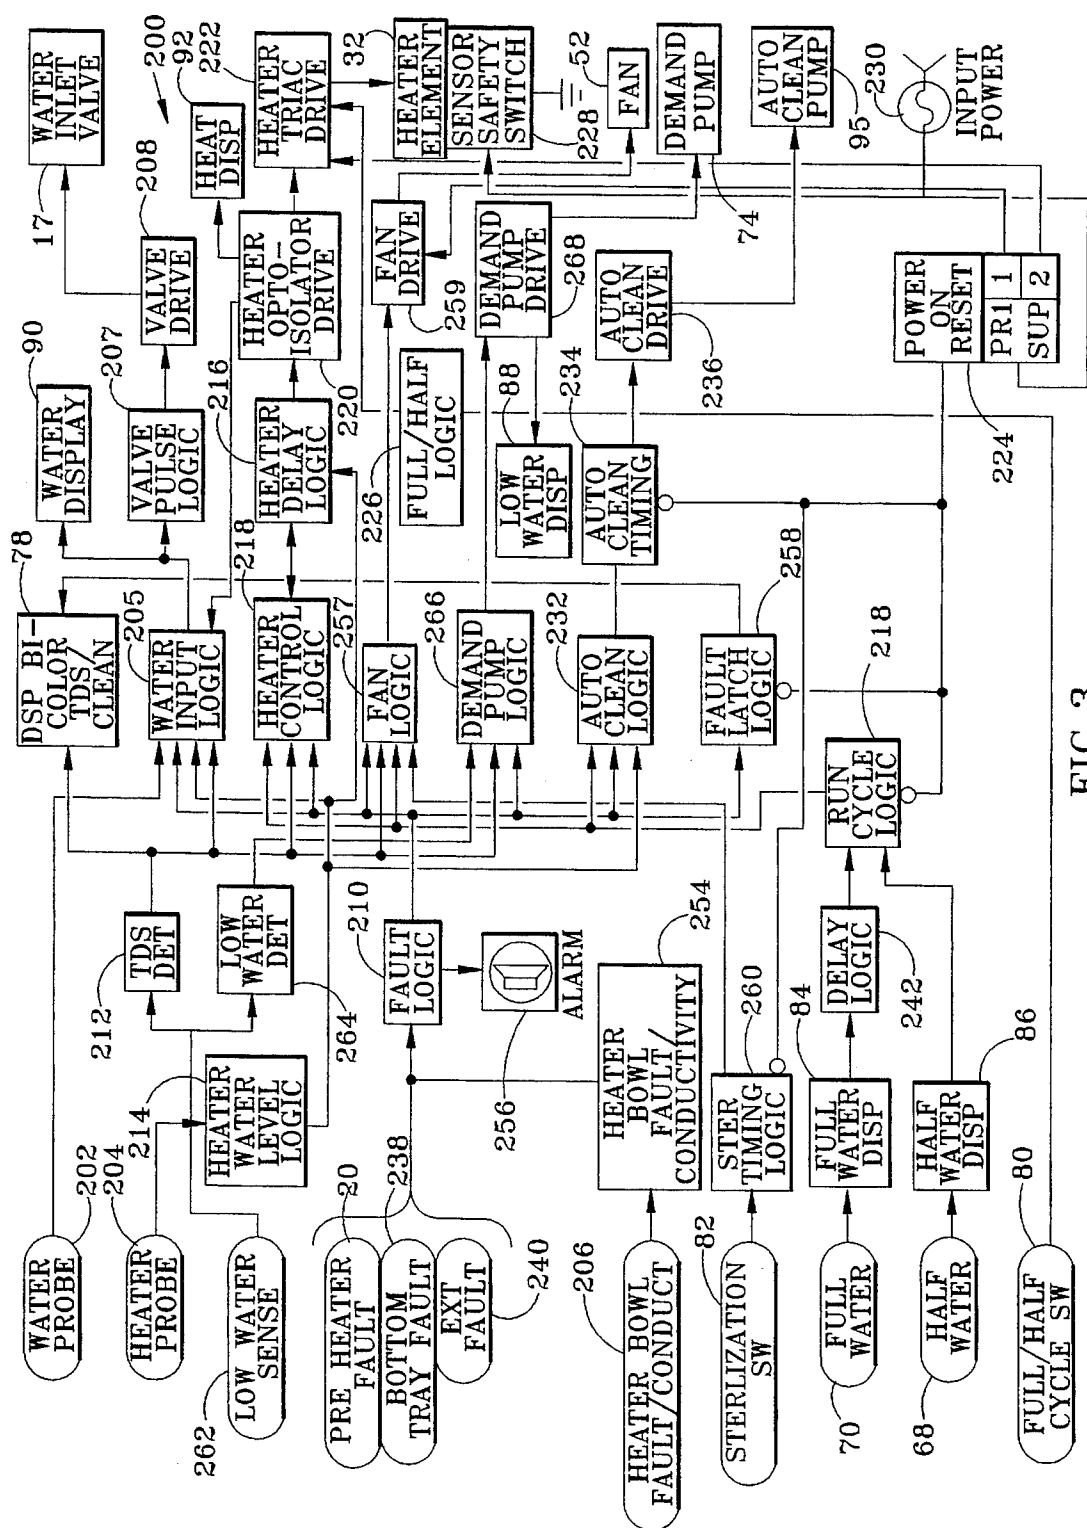 WATER
PROBE
202
HEATER
PROBE
204
LOW WATER
SENSE
262
PRE HEATER
FAULT
20
BOTTOM
TRAY FAULT
238
EXT
FAULT
240
HEATER BOWL
FAULT/CONDUCT
206
STERLIZATION
SW
82
FULL
WATER
70
HALF
WATER
68
FULL/HALF
CYCLE SW
80
HEATER
WATER
LEVEL
LOGIC
214
TDS
DET
212
LOW
WATER
DET
264
FAULT
LOGIC
210
ALARM
256
HEATER
BOWL
FAULT/
CONDUCTIVITY
254
STER
TIMING
LOGIC
260
FULL
WATER
DISP
84
DELAY
LOGIC
242
HALF
WATER
DISP
86
DSP BI-
COLOR
TDS/
CLEAN
78
WATER
INPUT
LOGIC
205
HEATER
CONTROL
LOGIC
218
FAN
LOGIC
257
DEMAND
PUMP
LOGIC
266
AUTO
CLEAN
LOGIC
232
FAULT
LATCH
LOGIC
258
RUN
CYCLE
LOGIC
218
WATER
DISPLAY
90
VALVE
PULSE
LOGIC
207
HEATER
DELAY
LOGIC
216
FULL/HALF
LOGIC
226
LOW
WATER
DISP
88
AUTO
CLEAN
TIMING
234
VALVE
DRIVE
208
HEATER
OPTO-
ISOLATOR
DRIVE
220
FAN
DRIVE
259
DEMAND
PUMP
DRIVE
268
AUTO
CLEAN
DRIVE
236
POWER
ON
RESET
PR1 1
SUP 2
224
WATER
INLET
VALVE
17
200
HEAT
DISP
92
HEATER
TRIAC
DRIVE
222
HEATER
ELEMENT
32
SENSOR
SAFETY
SWITCH
228
FAN
52
DEMAND
PUMP
74
AUTO
CLEAN
PUMP
95
INPUT
POWER
230
FIG 3